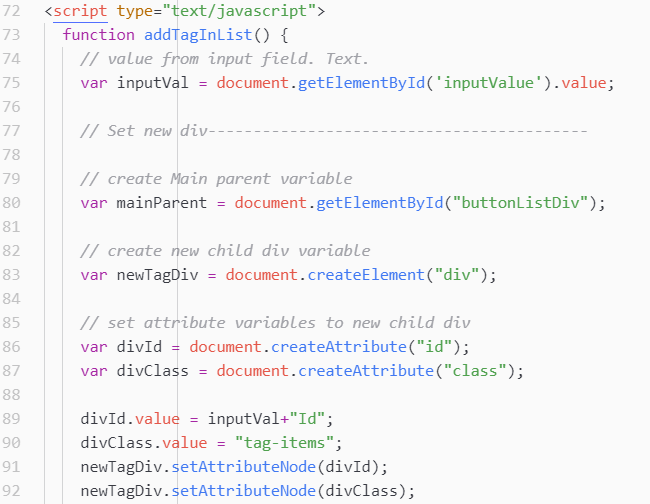 72 <script type="text/javascript">
73 function addTagInList() {
74 // value from input field. Text.
75 var inputVal = document.getElementById('inputValue').value;
76
77 // Set new div------------------------------------------
78
79 // create Main parent variable
80 var mainParent = document.getElementById("buttonListDiv");
81
82 // create new child div variable
83 var newTagDiv = document.createElement("div");
84
85 // set attribute variables to new child div
86 var divId = document.createAttribute("id");
87 var divClass = document.createAttribute("class");
88
89 divId.value = inputVal+"Id";
90 divClass.value = "tag-items";
91 newTagDiv.setAttributeNode(divId);
92 newTagDiv.setAttributeNode(divClass);